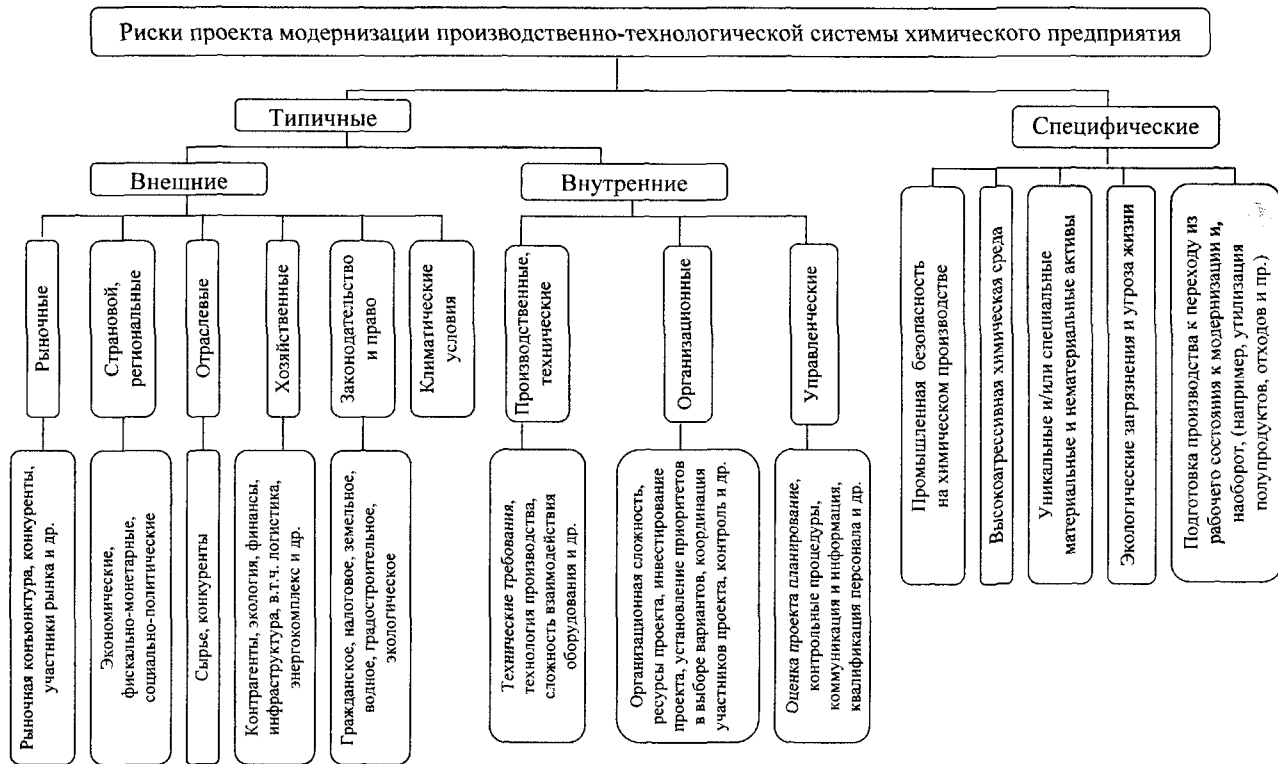 Риски проекта модернизации производственно-технологической системы химического предприятия
Типичные
Специфические
Внешние
Внутренние
Рыночные
Страновой,
региональные
Отраслевые
Хозяйственные
Законодательство
и право
Климатические
условия
Производственные,
технические
Организационные
Управленческие
Промышленная безопасность
на химическом производстве
Высокоагрессивная химическая среда
Уникальные и/или специальные
материальные и нематериальные активы
Экологические загрязнения и угроза жизни
Подготовка производства к переходу из
рабочего состояния к модернизации и,
наоборот, (например, утилизация
полупродуктов, отходов и пр.)
Рыночная конъюнктура, конкуренты,
участники рынка и др.
Экономические,
фискально-монетарные,
социально-политические
Сырье, конкуренты
Контрагенты, экология, финансы,
инфраструктура, в.т.ч. логистика,
энергокомплекс и др.
Гражданское, налоговое, земельное,
водное, градостроительное,
экологическое
Технические требования,
технология производства,
сложность взаимодействия
оборудования и др.
Организационная сложность,
ресурсы проекта, инвестирование
проекта, установление приоритетов
в выборе вариантов, координация
участников проекта, контроль и др.
Оценка проекта планирование,
контрольные процедуры,
коммуникация и информация,
квалификация персонала и др.